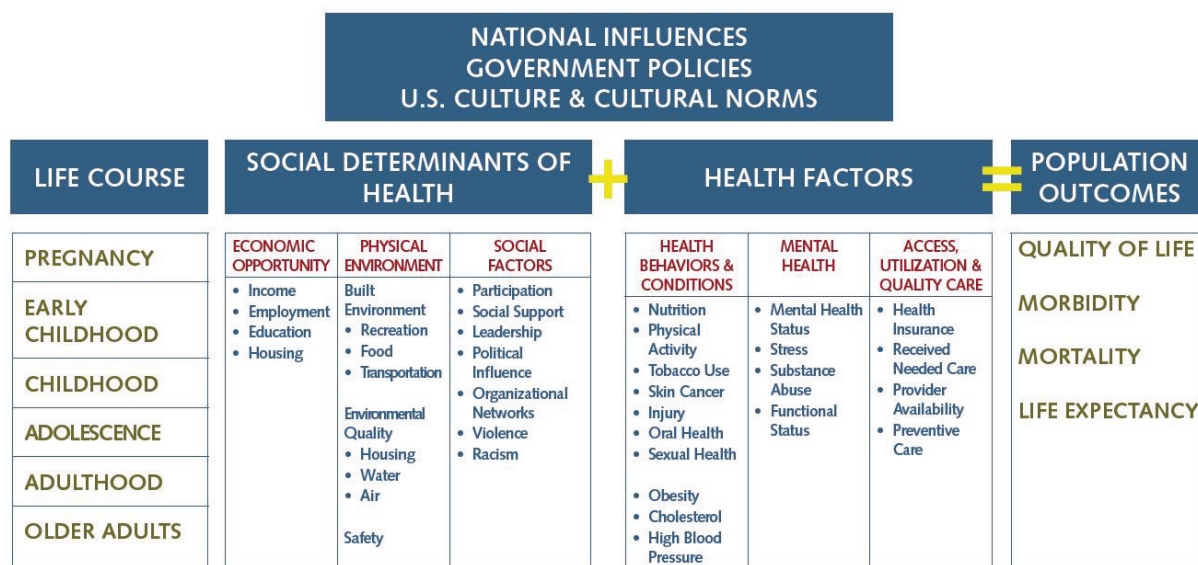 NATIONAL INFLUENCES
GOVERNMENT POLICIES
U.S. CULTURE & CULTURAL NORMS
LIFE COURSE
SOCIAL DETERMINANTS OF
HEALTH
+
HEALTH FACTORS
=
POPULATION
OUTCOMES
PREGNANCY
EARLY
CHILDHOOD
CHILDHOOD
ADOLESCENCE
ADULTHOOD
OLDER ADULTS
ECONOMIC
OPPORTUNITY
• Income
• Employment
• Education
• Housing
PHYSICAL
ENVIRONMENT
Built
Environment
• Recreation
• Food
• Transportation
Environmental
Quality
• Housing
• Water
• Air
Safety
SOCIAL
FACTORS
• Participation
• Social Support
• Leadership
• Political
Influence
• Organizational
Networks
• Violence
• Racism
HEALTH
BEHAVIORS &
CONDITIONS
• Nutrition
• Physical
Activity
• Tobacco Use
• Skin Cancer
• Injury
• Oral Health
• Sexual Health
• Obesity
• Cholesterol
• High Blood
Pressure
MENTAL
HEALTH
• Mental Health
Status
• Stress
• Substance
Abuse
• Functional
Status
ACCESS,
UTILIZATION &
QUALITY CARE
• Health
Insurance
• Received
Needed Care
• Provider
Availability
• Preventive
Care
QUALITY OF LIFE
MORBIDITY
MORTALITY
LIFE EXPECTANCY